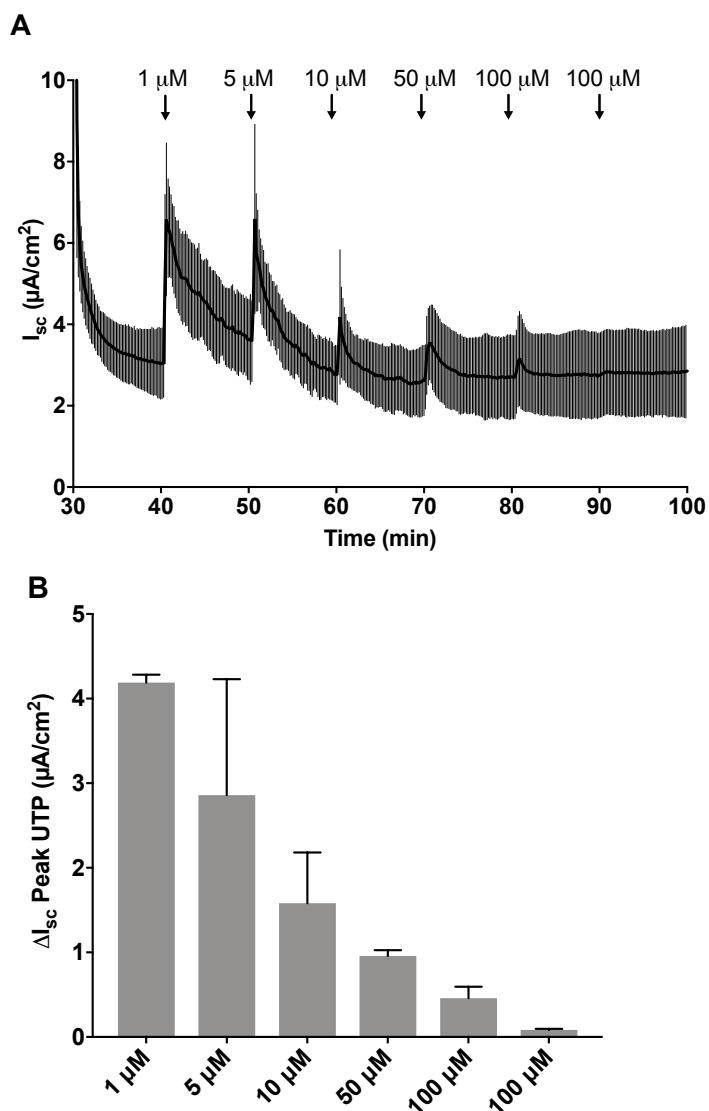 A
1 μM 5 μM 10 μM 50 μM 100 μM 100 μM
10
8
6
4
2
0
Isc (µA/cm²)
30 40 50 60 70 80 90 100
Time (min)
B
5
4
3
2
1
0
ΔIsc Peak UTP (µA/cm²)
1 µM 5 µM 10 µM 50 µM 100 µM 100 µM